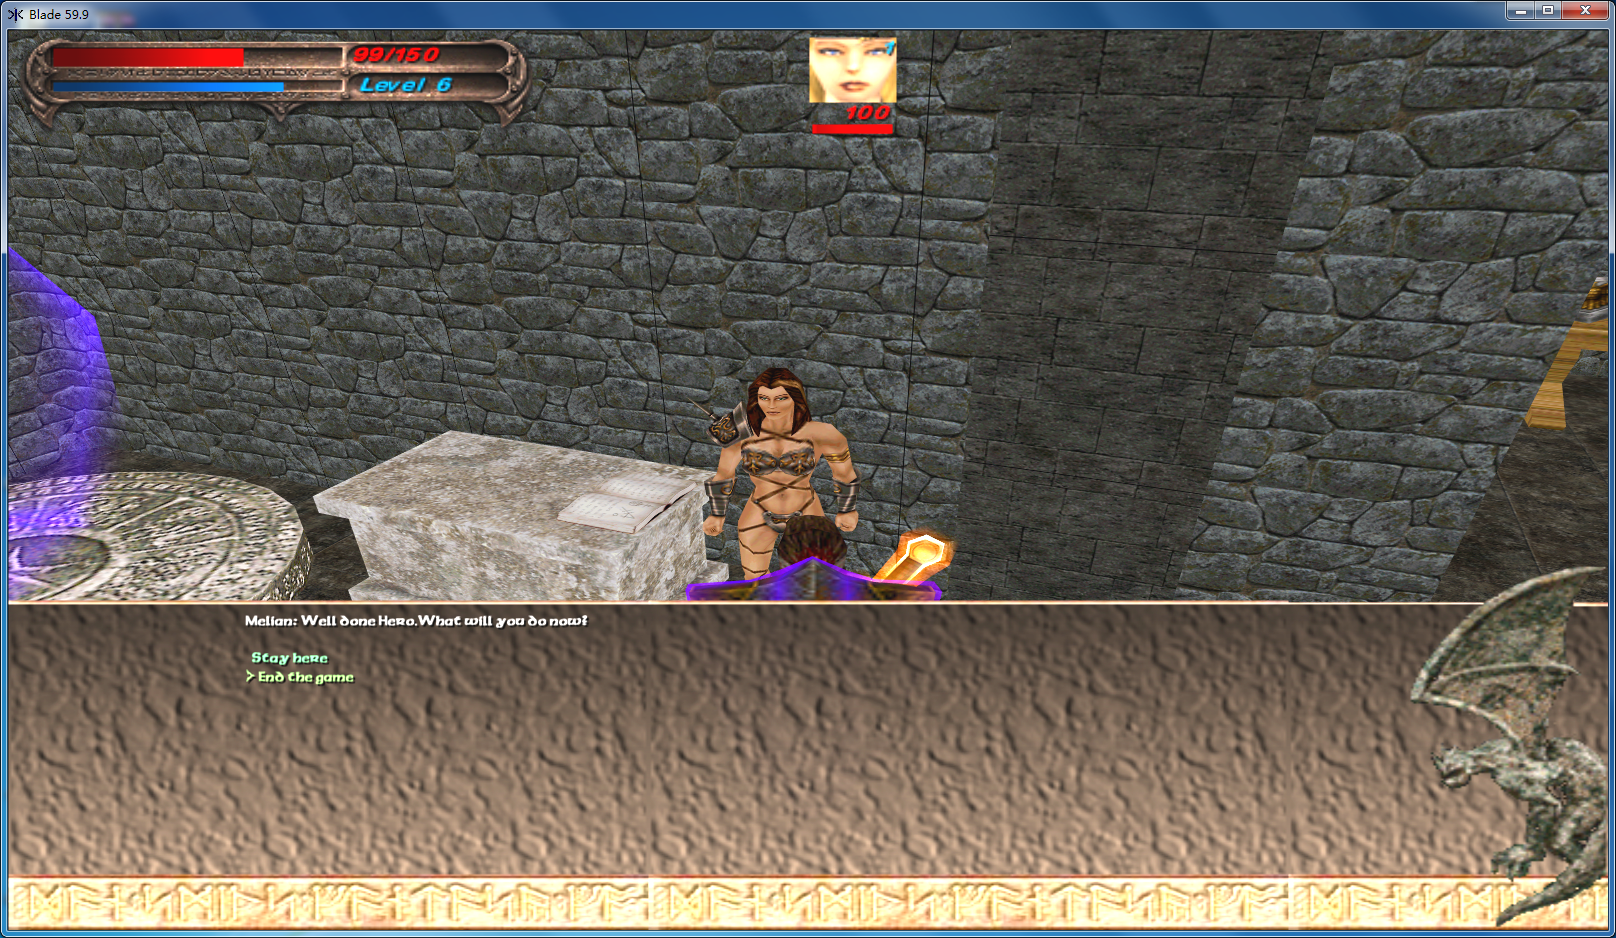 Blade 59.9
99/150
Level 6
1
100
Melian: Well done Hero.What will you do now?
Stay here
> End the game